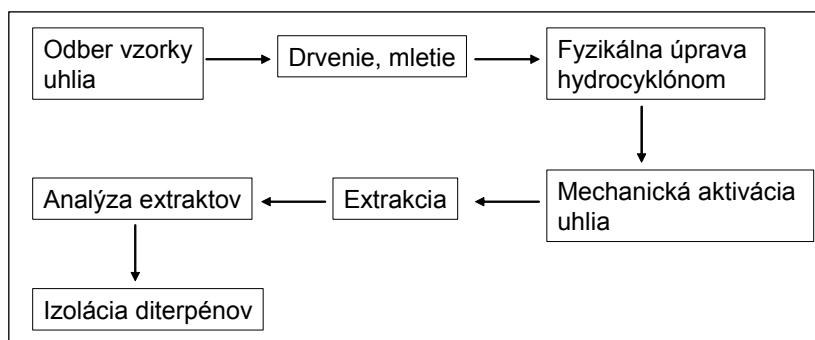 Odber vzorky
uhlia
Drvenie, mletie
Fyzikálna úprava
hydrocyklónom
Mechanická aktivácia
uhlia
Extrakcia
Analýza extraktov
Izolácia diterpénov